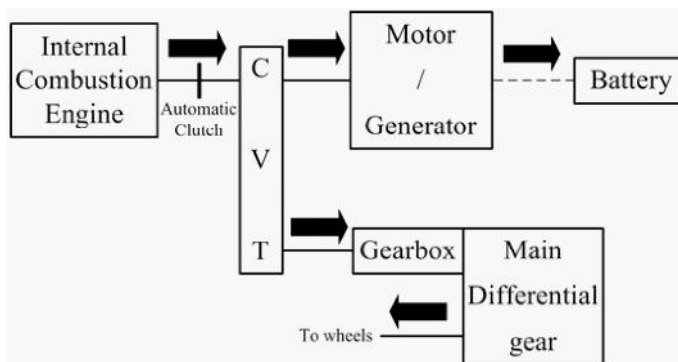 Internal
Combustion
Engine
Automatic
Clutch
C
V
T
Motor
/
Generator
Battery
Gearbox
Main
Differential
gear
To wheels